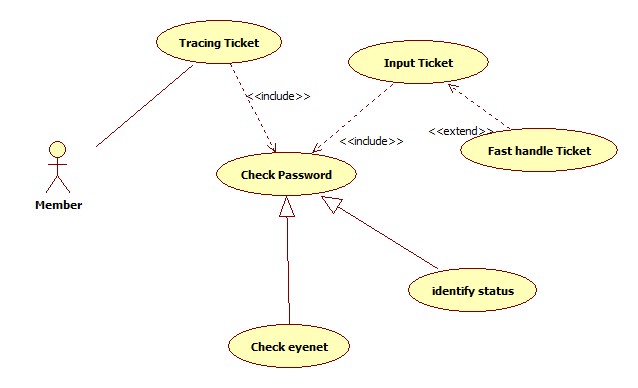 Tracing Ticket
Input Ticket
<<include>>
<<include>>
<<extend>>
Fast handle Ticket
Check Password
Member
identify status
Check eyenet